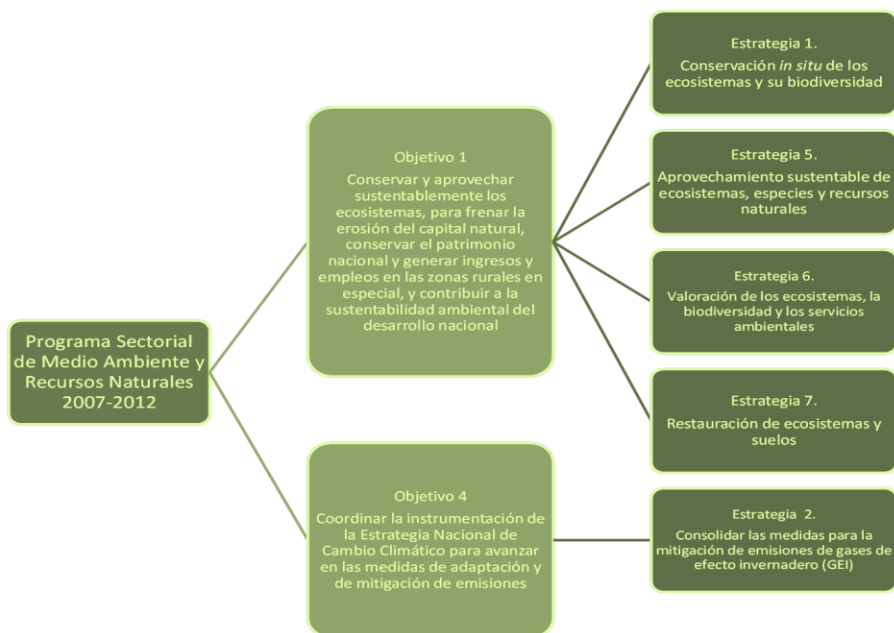 Programa Sectorial
de Medio Ambiente y
Recursos Naturales
2007-2012
Objetivo 1
Conservar y aprovechar
sustentablemente los
ecosistemas, para frenar la
erosión del capital natural,
conservar el patrimonio
nacional y generar ingresos y
empleos en las zonas rurales en
especial, y contribuir a la
sustentabilidad ambiental del
desarrollo nacional
Estrategia 1.
Conservación in situ de los
ecosistemas y su biodiversidad
Estrategia 5.
Aprovechamiento sustentable de
ecosistemas, especies y recursos
naturales
Estrategia 6.
Valoración de los ecosistemas, la
biodiversidad y los servicios
ambientales
Estrategia 7.
Restauración de ecosistemas y
suelos
Objetivo 4
Coordinar la instrumentación de
la Estrategia Nacional de
Cambio Climático para avanzar
en las medidas de adaptación y
de mitigación de emisiones
Estrategia 2.
Consolidar las medidas para la
mitigación de emisiones de gases de
efecto invernadero (GEI)